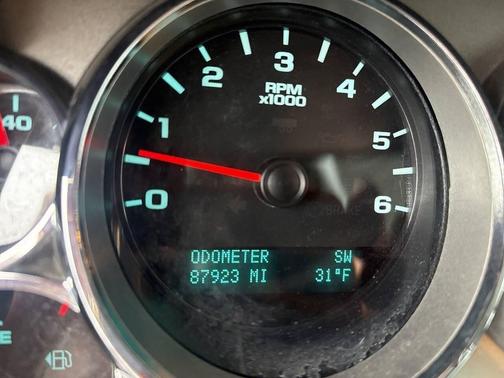 3
2 4
RPM
x1000
1 5
0 6
40
ODOMETER SW
87923 MI 31°F
E